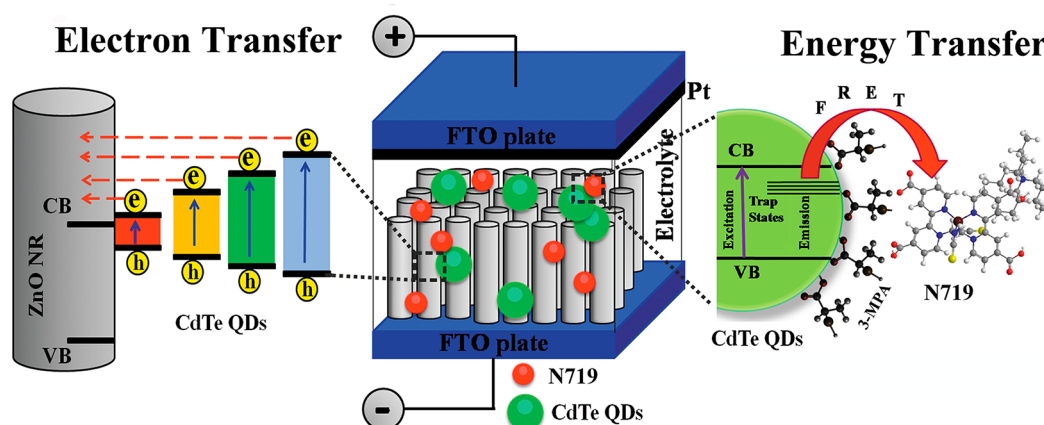 Electron Transfer
+
Energy Transfer
Pt
F R E T
FTO plate
Electrolyte
e
e
e
e
CB
ZnO NR
h
h
h
h
VB
CdTe QDs
CB
Excitation
Trap
States
Emission
VB
3-MPA
CdTe QDs
N719
FTO plate
-
N719
CdTe QDs